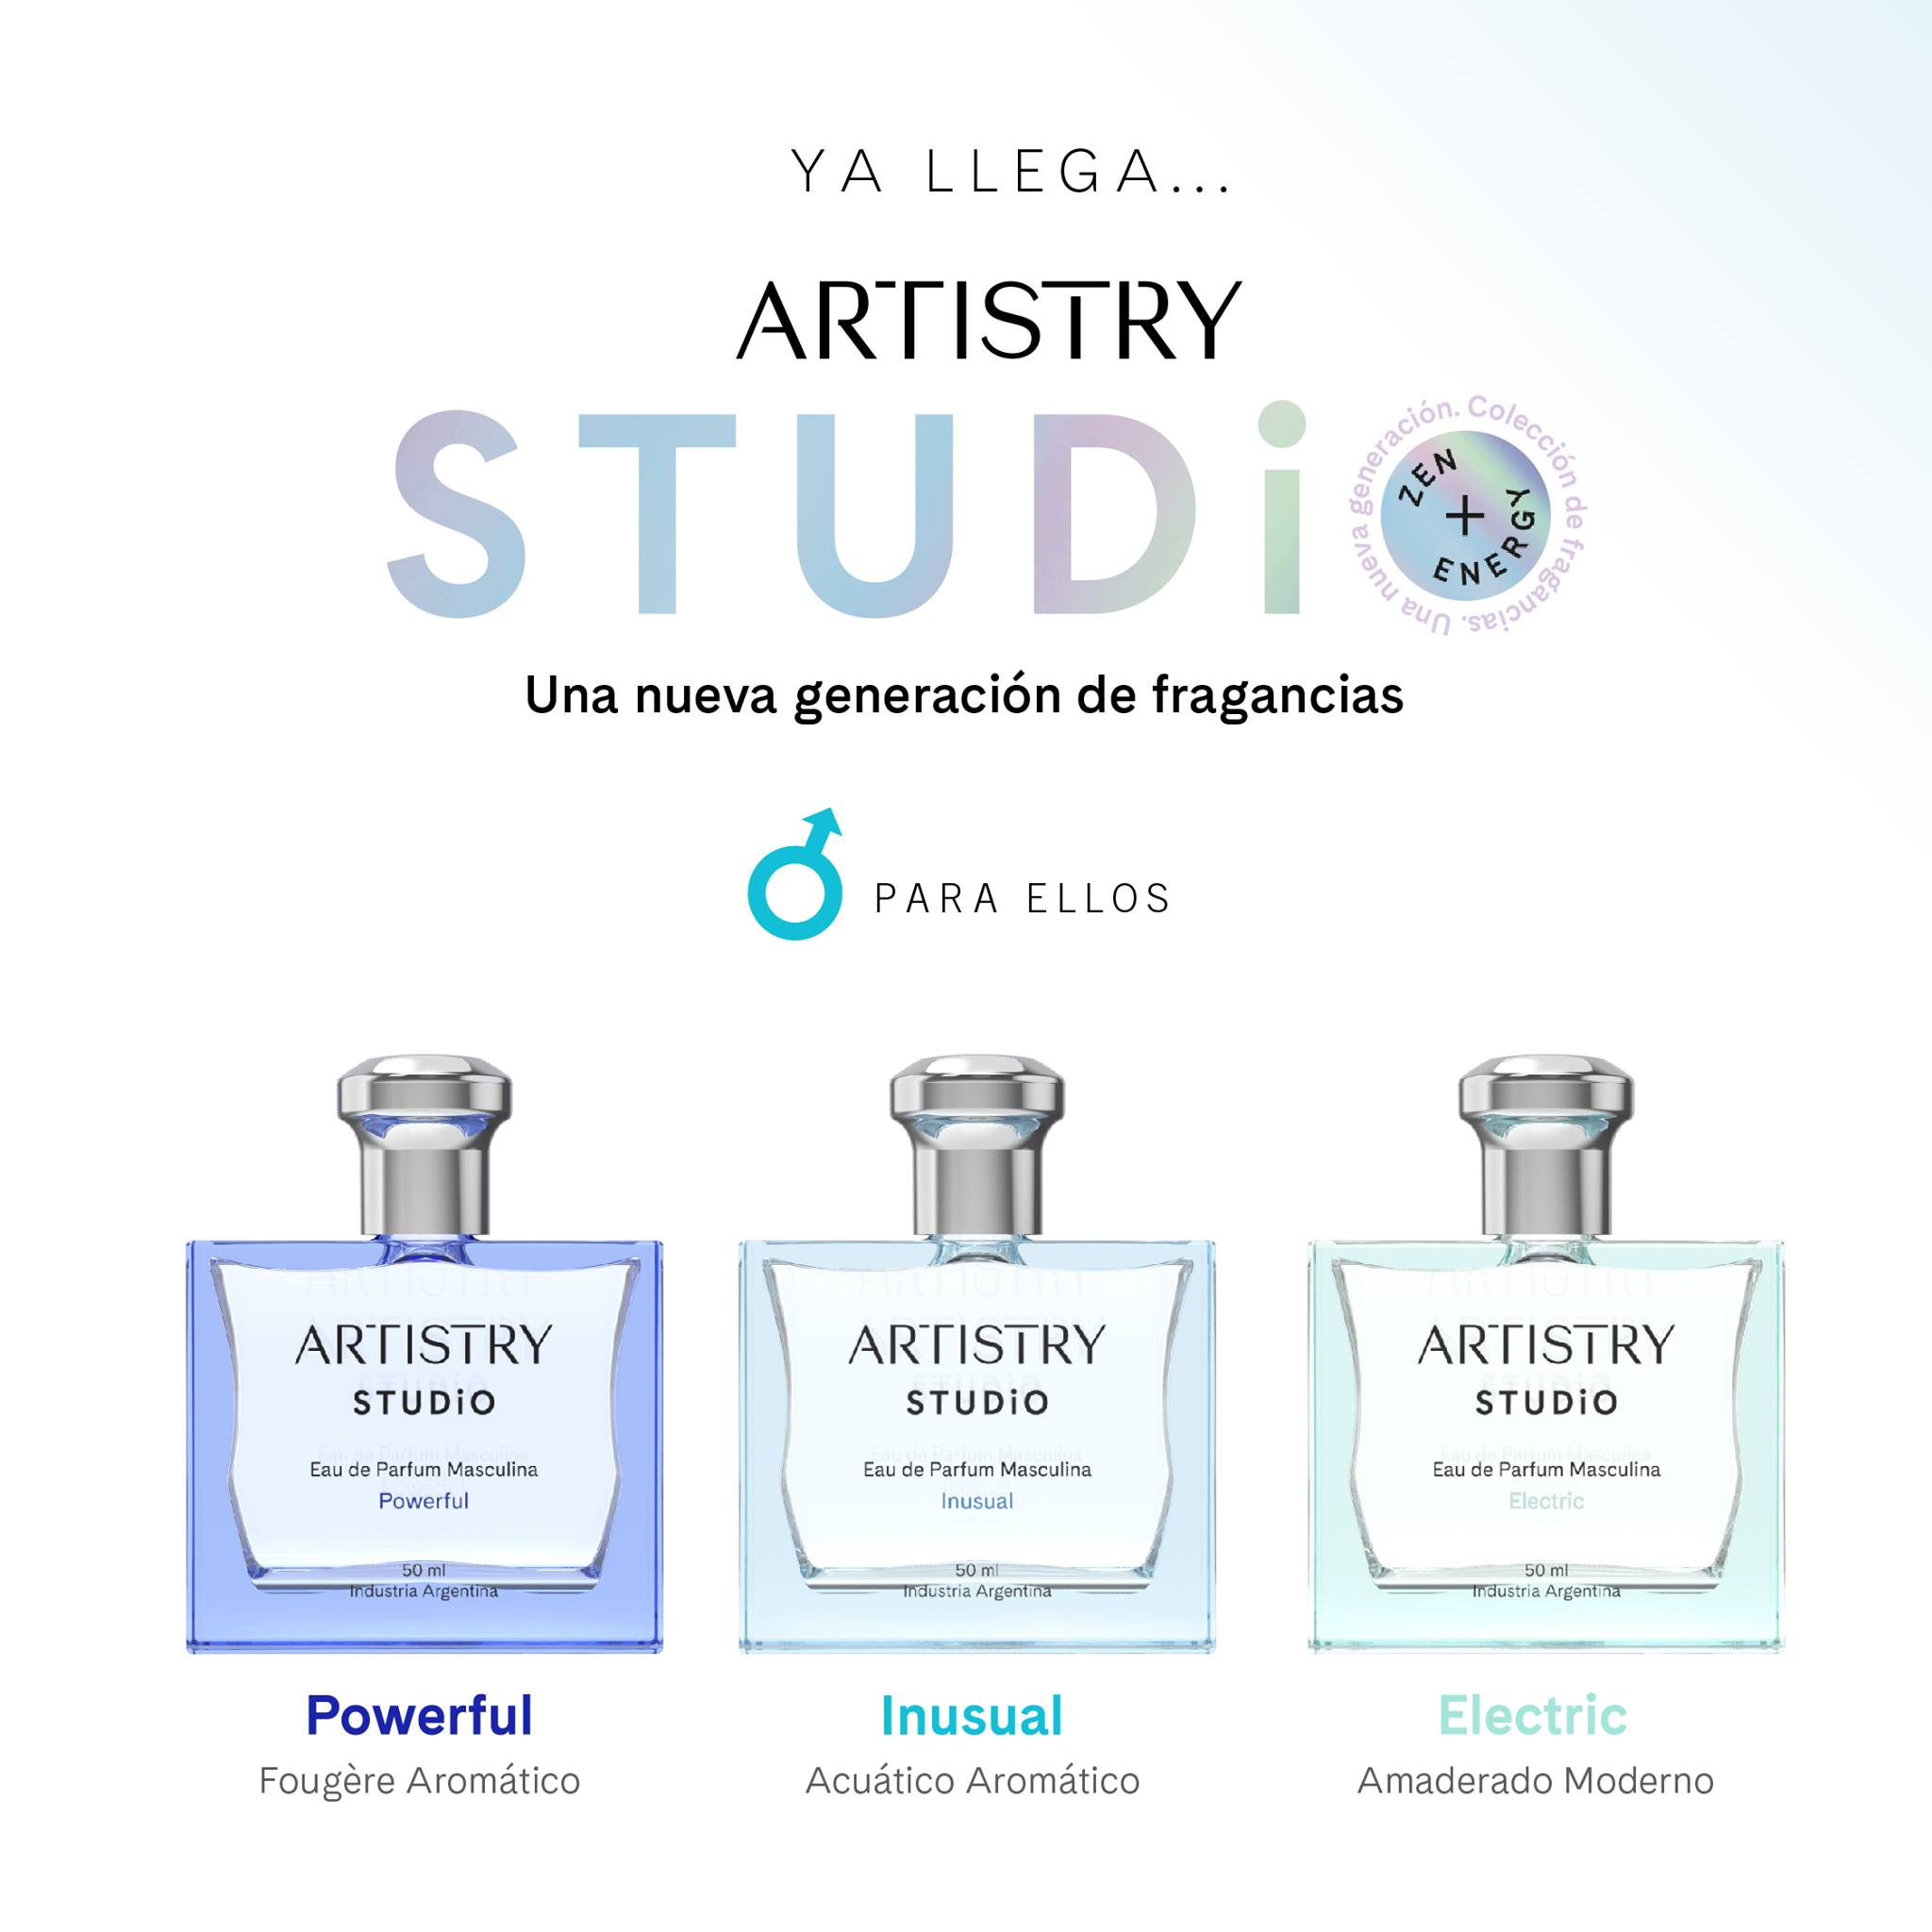 YA LLEGA...
ARTISTRY
STUDiO
Una nueva generación. Colección de fragancias.
ZEN
+
ENERGY
Una nueva generación de fragancias
PARA ELLOS
ARTISTRY
STUDiO
Eau de Parfum Masculina
Powerful
50 ml
Industria Argentina
ARTISTRY
STUDiO
Eau de Parfum Masculina
Inusual
50 ml
Industria Argentina
ARTISTRY
STUDiO
Eau de Parfum Masculina
Electric
50 ml
Industria Argentina
Powerful
Fougère Aromático
Inusual
Acuático Aromático
Electric
Amaderado Moderno